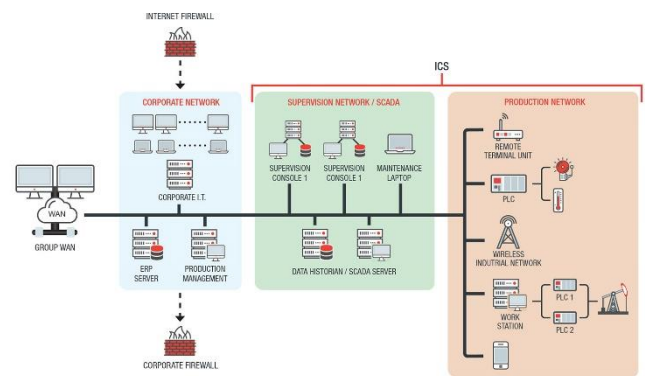 INTERNET FIREWALL
ICS
CORPORATE NETWORK
SUPERVISION NETWORK / SCADA
PRODUCTION NETWORK
REMOTE
TERMINAL UNIT
SUPERVISION
CONSOLE 1
SUPERVISION
CONSOLE 1
MAINTENANCE
LAPTOP
CORPORATE I.T.
PLC
WAN
GROUP WAN
WIRELESS
INDUTRIAL NETWORK
ERP
SERVER
PRODUCTION
MANAGEMENT
DATA HISTORIAN / SCADA SERVER
PLC 1
WORK
STATION
PLC 2
CORPORATE FIREWALL